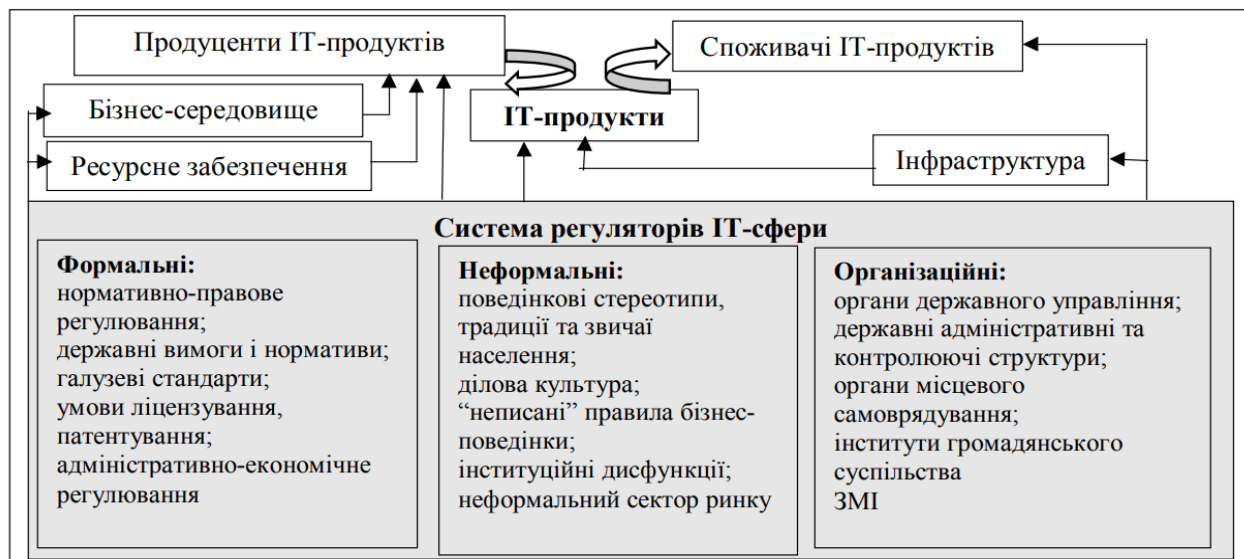 Продуценти ІТ-продуктів
Споживачі ІТ-продуктів
Бізнес-середовище
ІТ-продукти
Ресурсне забезпечення
Інфраструктура
Система регуляторів ІТ-сфери
Формальні:
нормативно-правове
регулювання;
державні вимоги і нормативи;
галузеві стандарти;
умови ліцензування,
патентування;
адміністративно-економічне
регулювання
Неформальні:
поведінкові стереотипи,
традиції та звичаї
населення;
ділова культура;
“неписані” правила бізнес-
поведінки;
інституційні дисфункції;
неформальний сектор ринку
Організаційні:
органи державного управління;
державні адміністративні та
контролюючі структури;
органи місцевого
самоврядування;
інститути громадянського
суспільства
ЗМІ